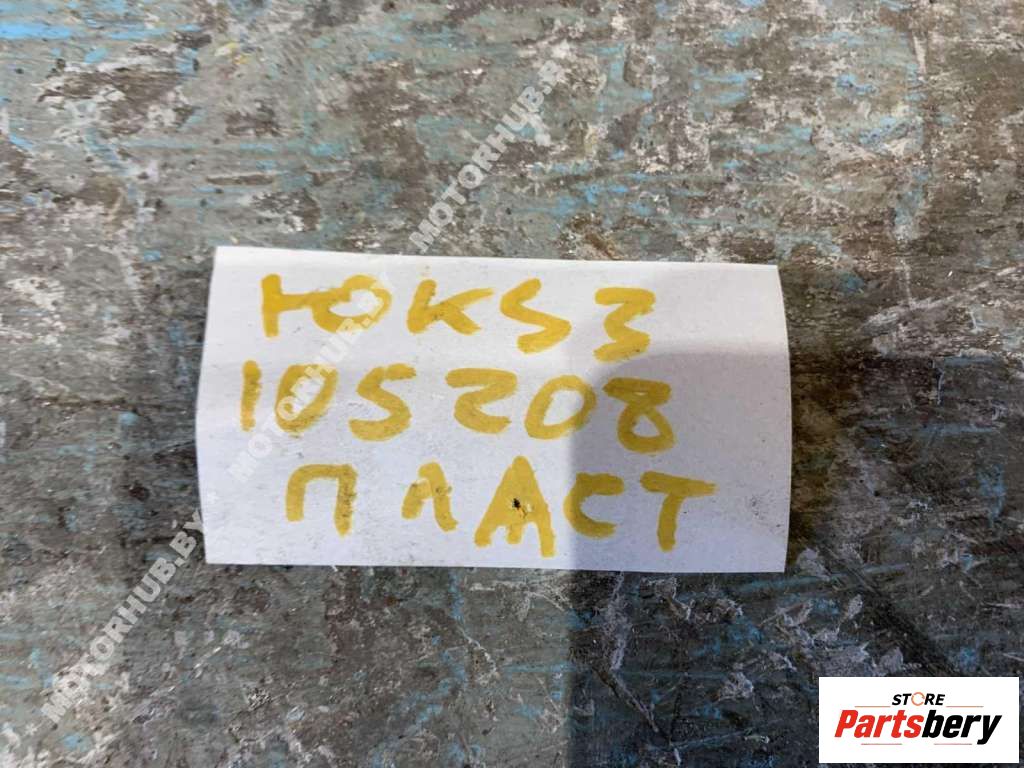 ЮКS3
105208
ПЛАСТ
MOTORHUB.BY
MOTORHUB.BY
MOTORHUB.BY
STORE
Partsbery